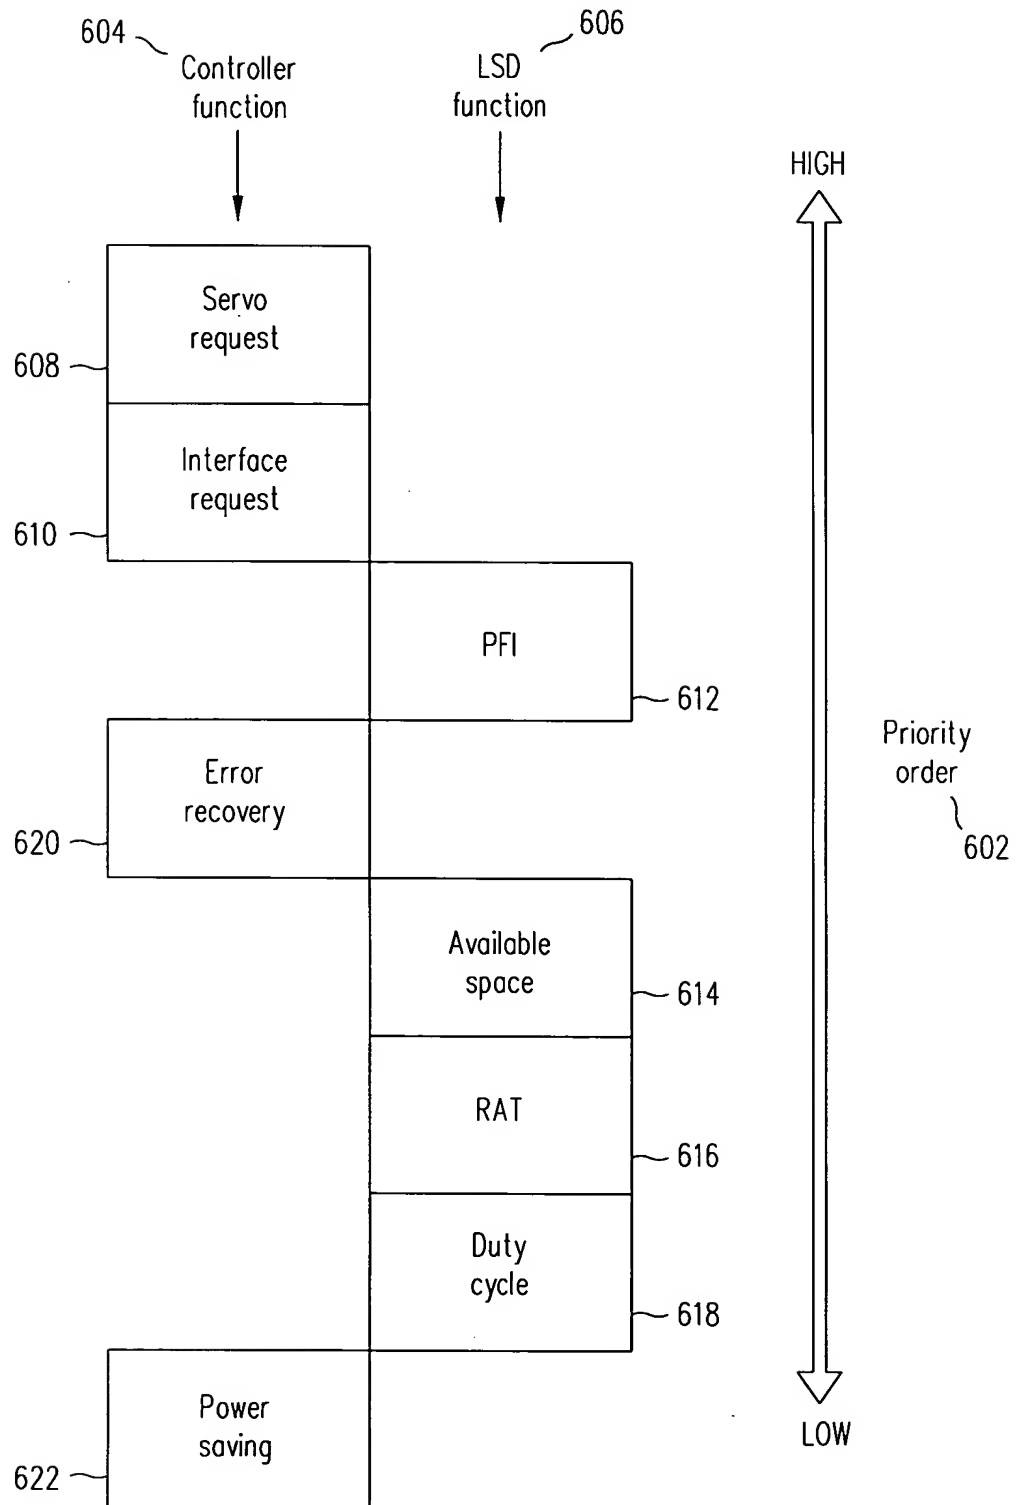 604
Controller
function
LSD
function
606
HIGH
Servo
request
608
Interface
request
610
PFI
612
Error
recovery
620
Priority
order
602
Available
space
614
RAT
616
Duty
cycle
618
Power
saving
622
LOW